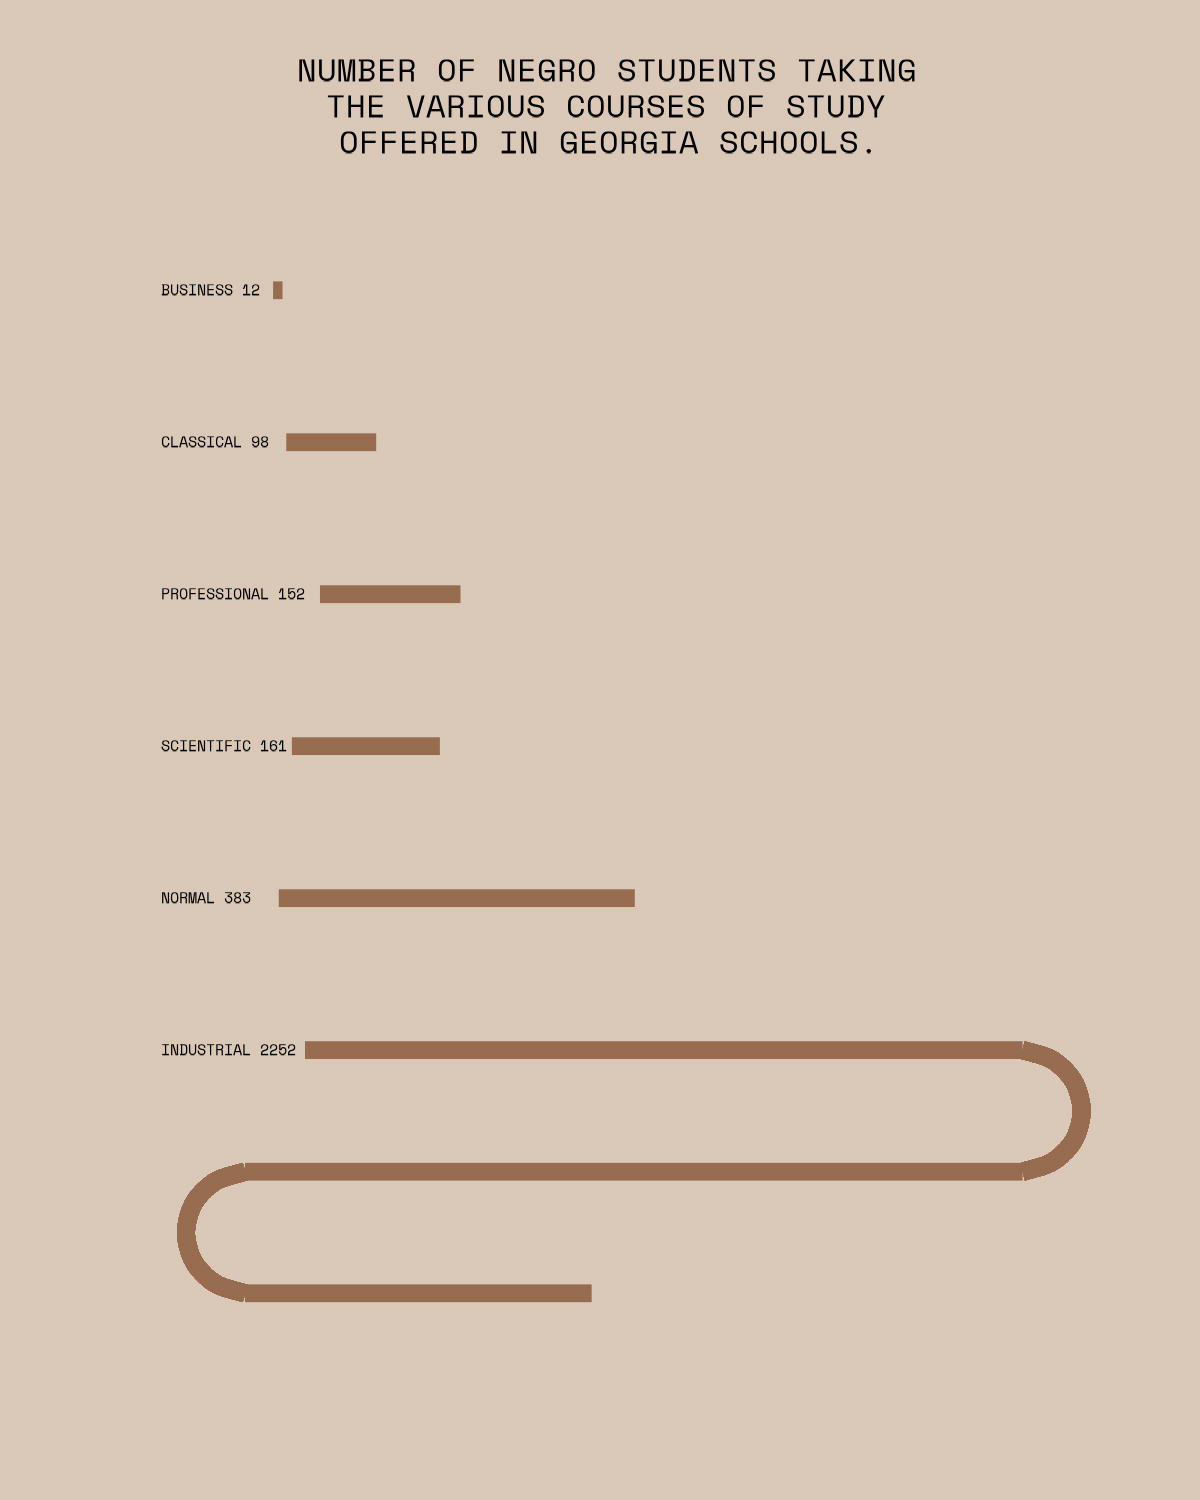 NUMBER OF NEGRO STUDENTS TAKING
THE VARIOUS COURSES OF STUDY
OFFERED IN GEORGIA SCHOOLS.
BUSINESS 12
CLASSICAL 98
PROFESSIONAL 152
SCIENTIFIC 161
NORMAL 383
INDUSTRIAL 2252